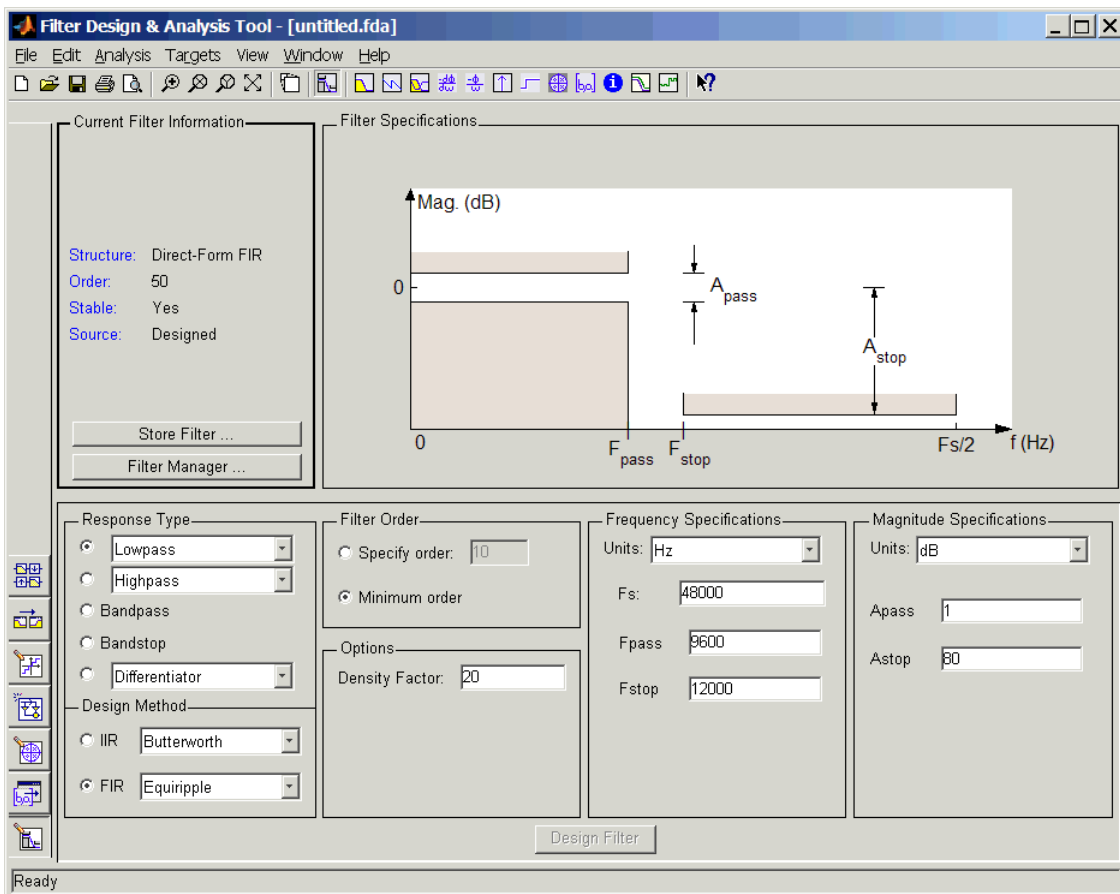 Filter Design & Analysis Tool - [untitled.fda]
File Edit Analysis Targets View Window Help
Current Filter Information
Structure: Direct-Form FIR
Order: 50
Stable: Yes
Source: Designed
Store Filter ...
Filter Manager ...
Filter Specifications
Mag. (dB)
0
A pass
A stop
0 F pass F stop Fs/2 f (Hz)
Response Type
Lowpass
Highpass
Bandpass
Bandstop
Differentiator
Design Method
IIR Butterworth
FIR Equiripple
Filter Order
Specify order: 10
Minimum order
Options
Density Factor: 20
Frequency Specifications
Units: Hz
Fs: 48000
Fpass 9600
Fstop 12000
Magnitude Specifications
Units: dB
Apass 1
Astop 80
Design Filter
Ready